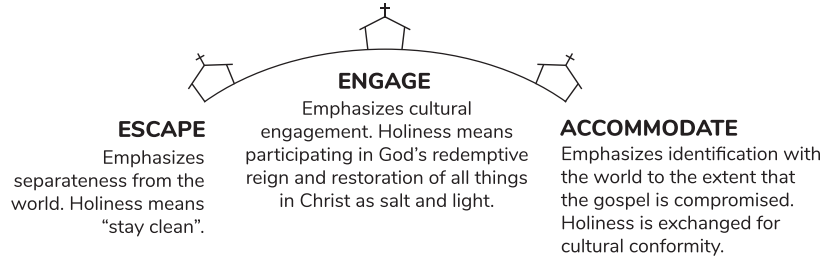 ESCAPE
Emphasizes
separateness from the
world. Holiness means
“stay clean”.
ENGAGE
Emphasizes cultural
engagement. Holiness means
participating in God’s redemptive
reign and restoration of all things
in Christ as salt and light.
ACCOMMODATE
Emphasizes identification with
the world to the extent that
the gospel is compromised.
Holiness is exchanged for
cultural conformity.